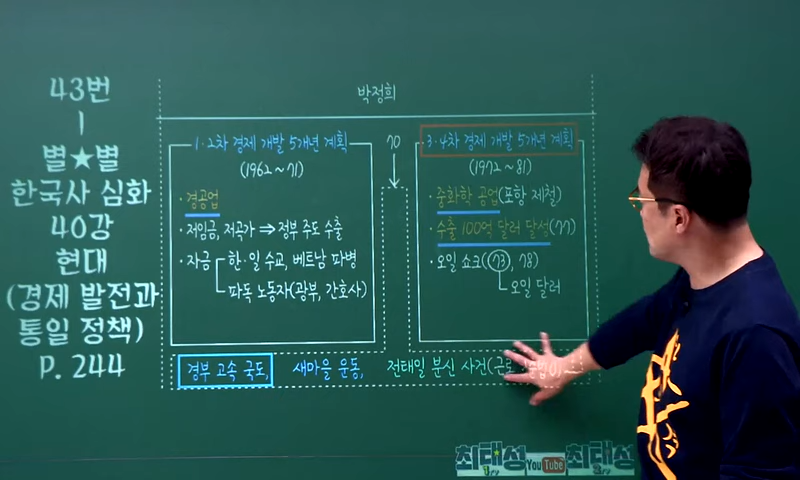 43번
1
별★별
한국사 심화
40강
현대
(경제 발전과
통일 정책)
P. 244
박정희
1·2차 경제 개발 5개년 계획
(1962~71)
·경공업
·저임금, 저곡가 ⇒ 정부 주도 수출
·자금 한·일 수교, 베트남 파병
파독 노동자(광부, 간호사)
70
3·4차 경제 개발 5개년 계획
(1972~81)
·중화학 공업(포항 제철)
·수출 100억 달러 달성(77)
·오일 쇼크(73, 78)
오일 달러
경부 고속 국도, 새마을 운동, 전태일 분신 사건(근로
최태성 YouTube 최태성